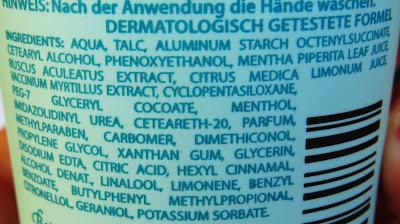 HINWEIS: Nach der Anwendung die Hände waschen.
DERMATOLOGISCH GETESTETE FORMEL
INGREDIENTS: AQUA, TALC, ALUMINUM STARCH OCTENYLSUCCINATE,
CETEARYL ALCOHOL, PHENOXYETHANOL, MENTHA PIPERITA LEAF JUICE,
RUSCUS ACULEATUS EXTRACT, CITRUS MEDICA LIMONUM JUICE,
VACCINIUM MYRTILLUS EXTRACT, CYCLOPENTASILOXANE,
PEG-7 GLYCERYL COCOATE, MENTHOL,
IMIDAZOLIDINYL UREA, CETEARETH-20, PARFUM,
METHYLPARABEN, CARBOMER, DIMETHICONOL,
PROPYLENE GLYCOL, XANTHAN GUM, GLYCERIN,
DISODIUM EDTA, CITRIC ACID, HEXYL CINNAMAL,
ALCOHOL DENAT, LINALOOL, LIMONENE, BENZYL
BENZOATE, BUTYLPHENYL METHYLPROPIONAL,
CITRONELLOL, GERANIOL, POTASSIUM SORBATE.